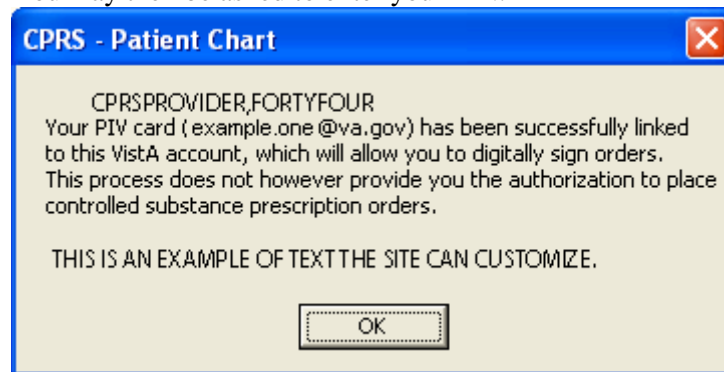 CPRS - Patient Chart
CPRSPROVIDER,FORTYFOUR
Your PIV card (example.one@va.gov) has been successfully linked
to this VistA account, which will allow you to digitally sign orders.
This process does not however provide you the authorization to place
controlled substance prescription orders.
THIS IS AN EXAMPLE OF TEXT THE SITE CAN CUSTOMIZE.
OK